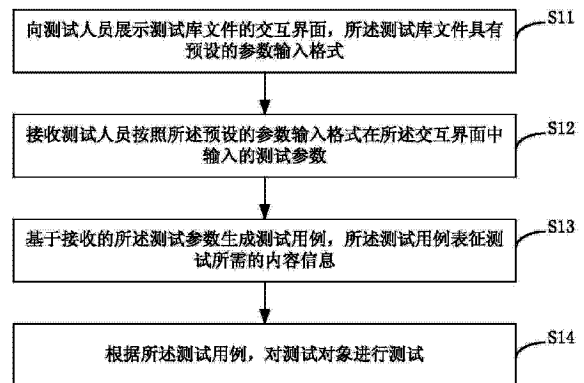 向测试人员展示测试库文件的交互界面，所述测试库文件具有
预设的参数输入格式
S11
接收测试人员按照所述预设的参数输入格式在所述交互界面中
输入的测试参数
S12
基于接收的所述测试参数生成测试用例，所述测试用例表征测
试所需的内容信息
S13
根据所述测试用例，对测试对象进行测试
S14